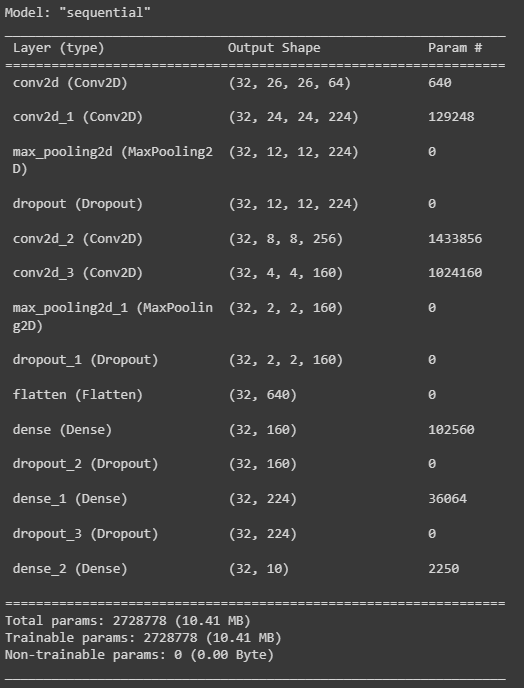 Model: "sequential"
Layer (type) Output Shape Param #
conv2d (Conv2D) (32, 26, 26, 64) 640
conv2d_1 (Conv2D) (32, 24, 24, 224) 129248
max_pooling2d (MaxPooling2 (32, 12, 12, 224) 0
D)
dropout (Dropout) (32, 12, 12, 224) 0
conv2d_2 (Conv2D) (32, 8, 8, 256) 1433856
conv2d_3 (Conv2D) (32, 4, 4, 160) 1024160
max_pooling2d_1 (MaxPoolin (32, 2, 2, 160) 0
g2D)
dropout_1 (Dropout) (32, 2, 2, 160) 0
flatten (Flatten) (32, 640) 0
dense (Dense) (32, 160) 102560
dropout_2 (Dropout) (32, 160) 0
dense_1 (Dense) (32, 224) 36064
dropout_3 (Dropout) (32, 224) 0
dense_2 (Dense) (32, 10) 2250
Total params: 2728778 (10.41 MB)
Trainable params: 2728778 (10.41 MB)
Non-trainable params: 0 (0.00 Byte)